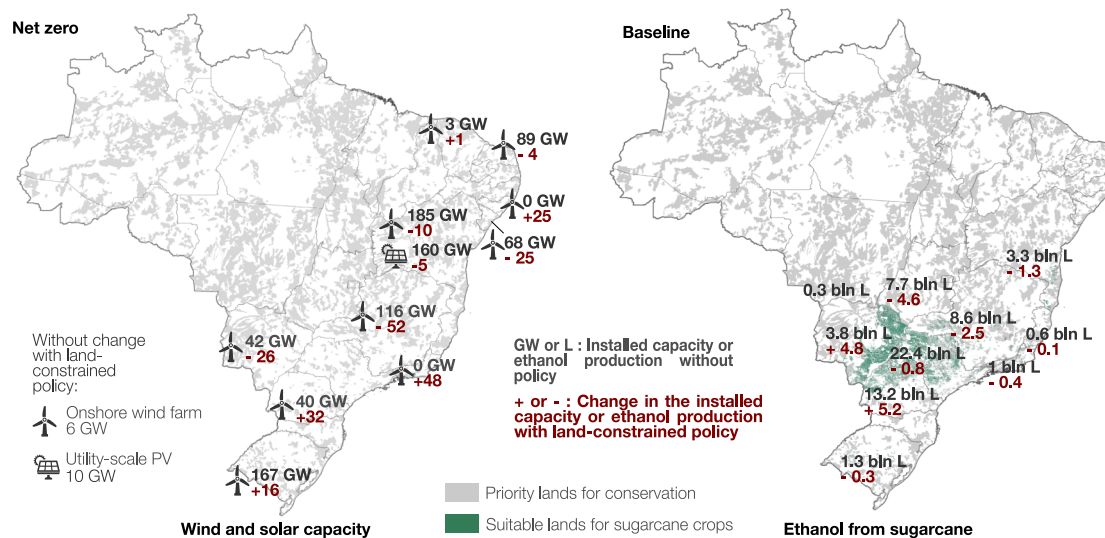 Net zero
Baseline
3 GW
+1
89 GW
- 4
0 GW
+25
185 GW
-10
68 GW
- 25
160 GW
-5
116 GW
- 52
42 GW
- 26
0 GW
+48
40 GW
+32
167 GW
+16
Without change
with land-
constrained
policy:
Onshore wind farm
6 GW
Utility-scale PV
10 GW
Wind and solar capacity
GW or L : Installed capacity or
ethanol production without
policy
+ or - : Change in the installed
capacity or ethanol production
with land-constrained policy
Priority lands for conservation
Suitable lands for sugarcane crops
3.3 bln L
- 1.3
0.3 bln L
7.7 bln L
- 4.6
8.6 bln L
- 2.5
3.8 bln L
+ 4.8
0.6 bln L
- 0.1
22.4 bln L
- 0.8
1 bln L
- 0.4
13.2 bln L
+ 5.2
1.3 bln L
- 0.3
Ethanol from sugarcane